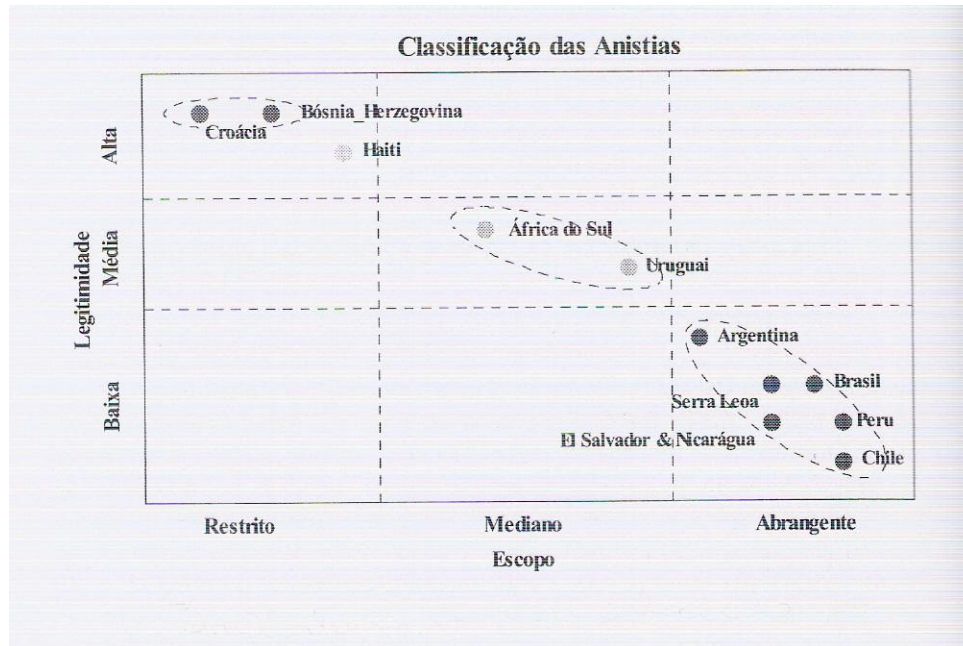 Classificação das Anistias
Legitimidade
Alta
Média
Baixa
Bósnia_Herzegovina
Croácia
Haiti
África do Sul
Uruguai
Argentina
Brasil
Serra Leoa
Peru
El Salvador & Nicarágua
Chile
Restrito
Mediano
Abrangente
Escopo